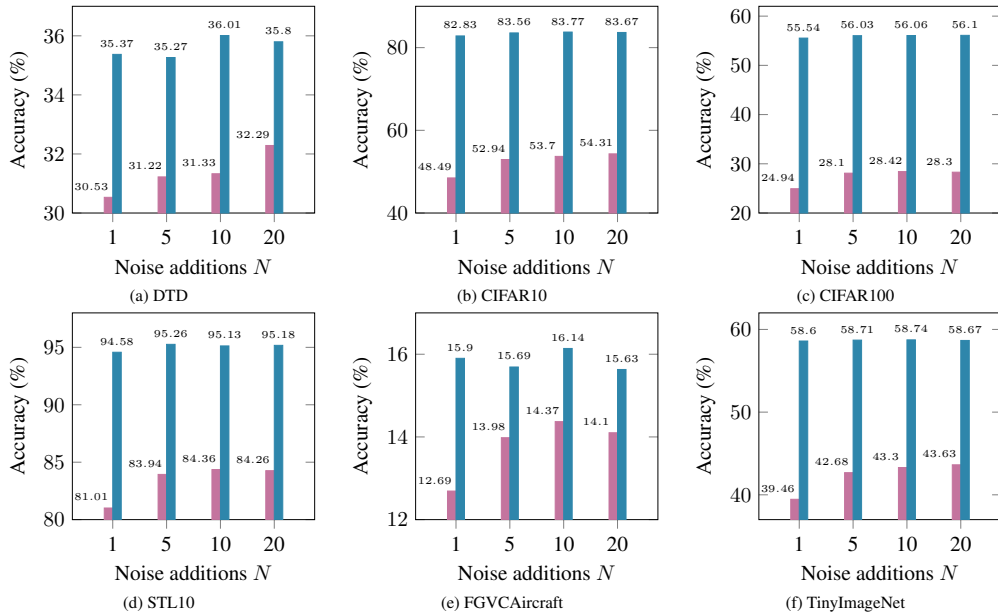 36.01
35.8
35.37
35.27
32.29
31.33
31.22
30.53
36
34
32
30
Accuracy (%)
1 5 10 20
Noise additions N
(a) DTD
82.83 83.56 83.77 83.67
54.31
53.7
52.94
48.49
80
60
40
Accuracy (%)
1 5 10 20
Noise additions N
(b) CIFAR10
55.54 56.03 56.06 56.1
24.94 28.1 28.42 28.3
60
50
40
30
20
Accuracy (%)
1 5 10 20
Noise additions N
(c) CIFAR100
94.58 95.26 95.13 95.18
81.01 83.94 84.36 84.26
95
90
85
80
Accuracy (%)
1 5 10 20
Noise additions N
(d) STL10
15.9 15.69 16.14 15.63
12.69 13.98 14.37 14.1
16
14
12
Accuracy (%)
1 5 10 20
Noise additions N
(e) FGVCAircraft
58.6 58.71 58.74 58.67
39.46 42.68 43.3 43.63
60
50
40
Accuracy (%)
1 5 10 20
Noise additions N
(f) TinyImageNet